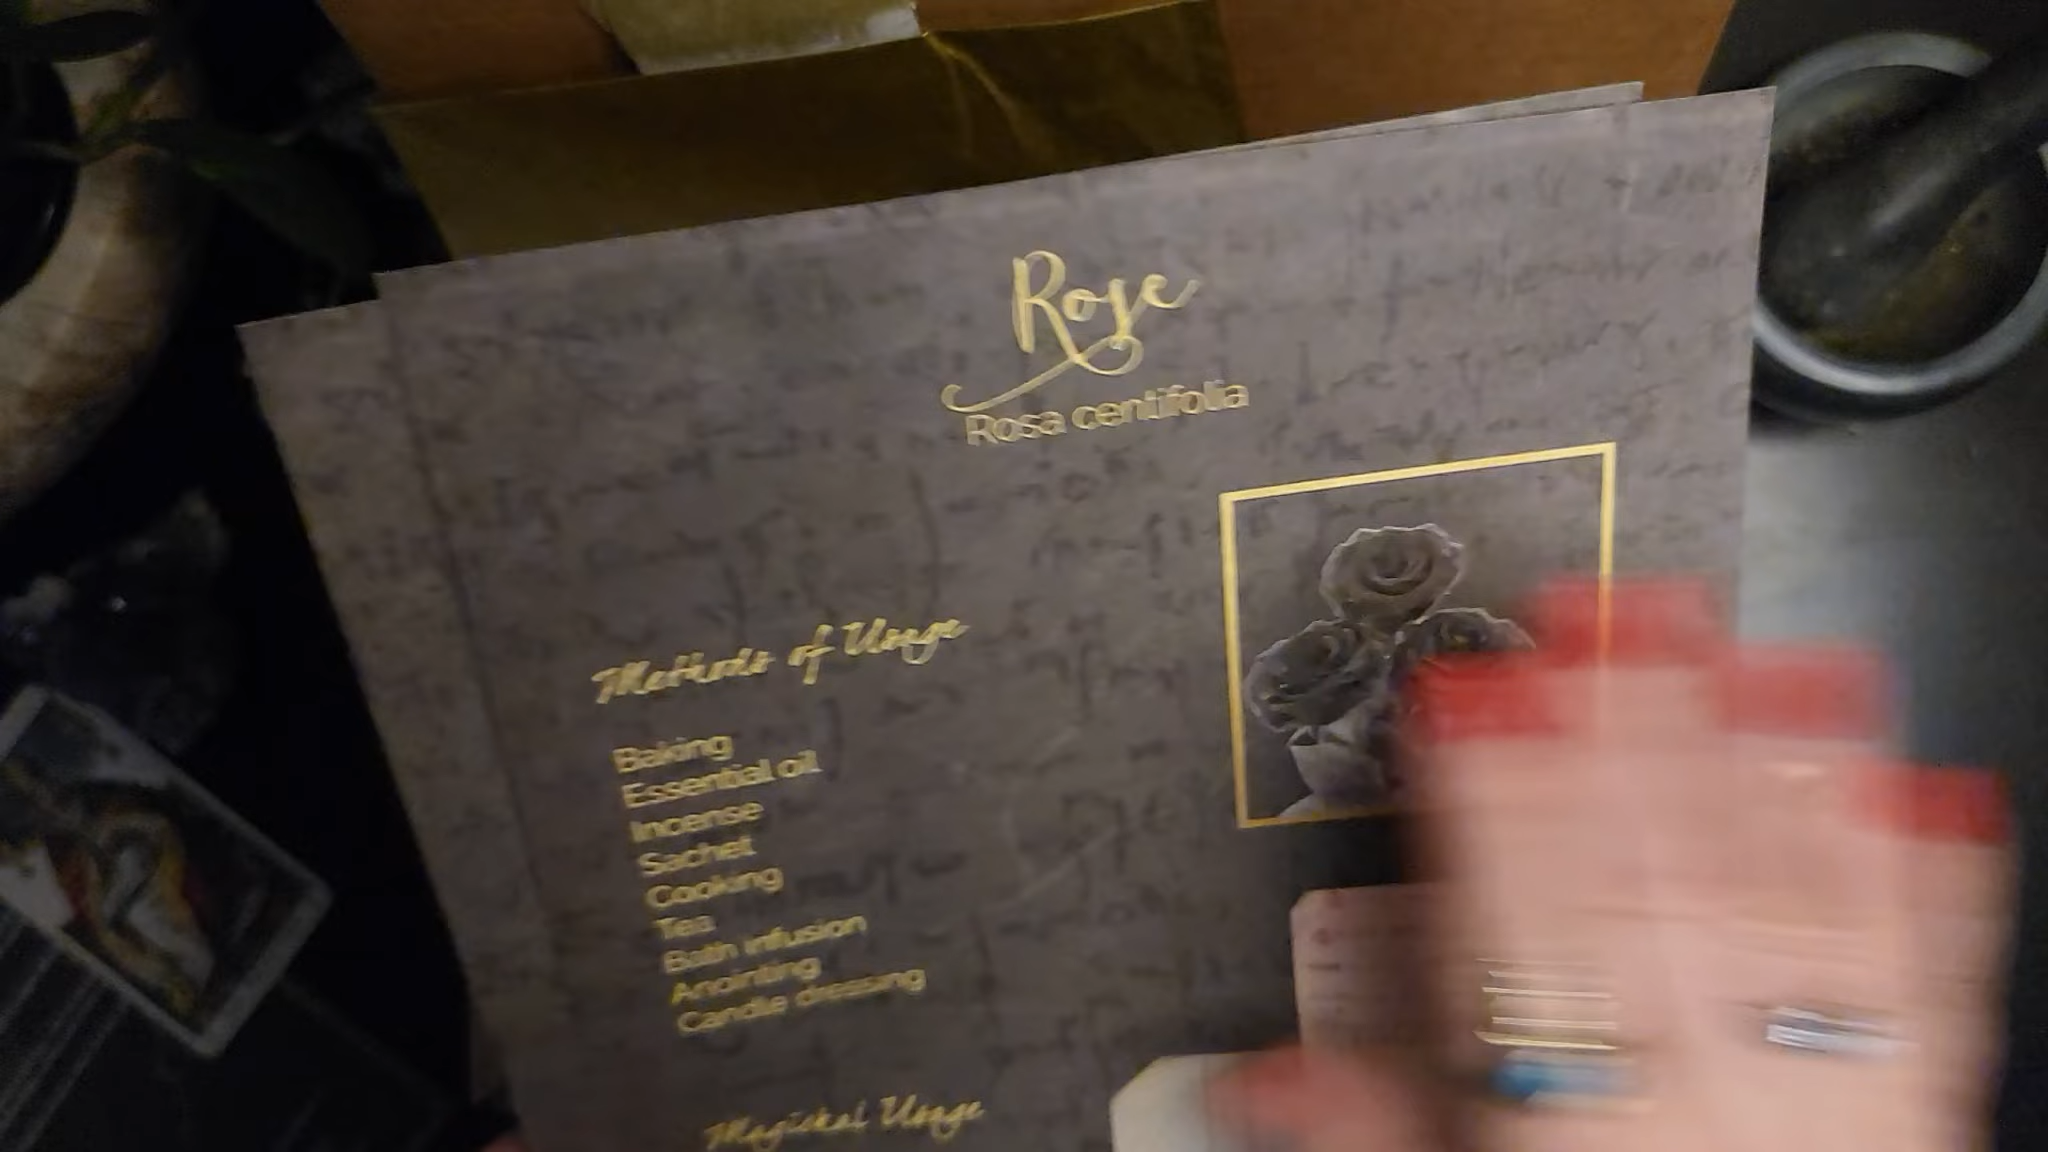 Rose
Rosa centifolia
Methods of Usage
Baking
Essential oil
Incense
Sachet
Cooking
Tea
Bath infusion
Anointing
Candle dressing
Magickal Usage